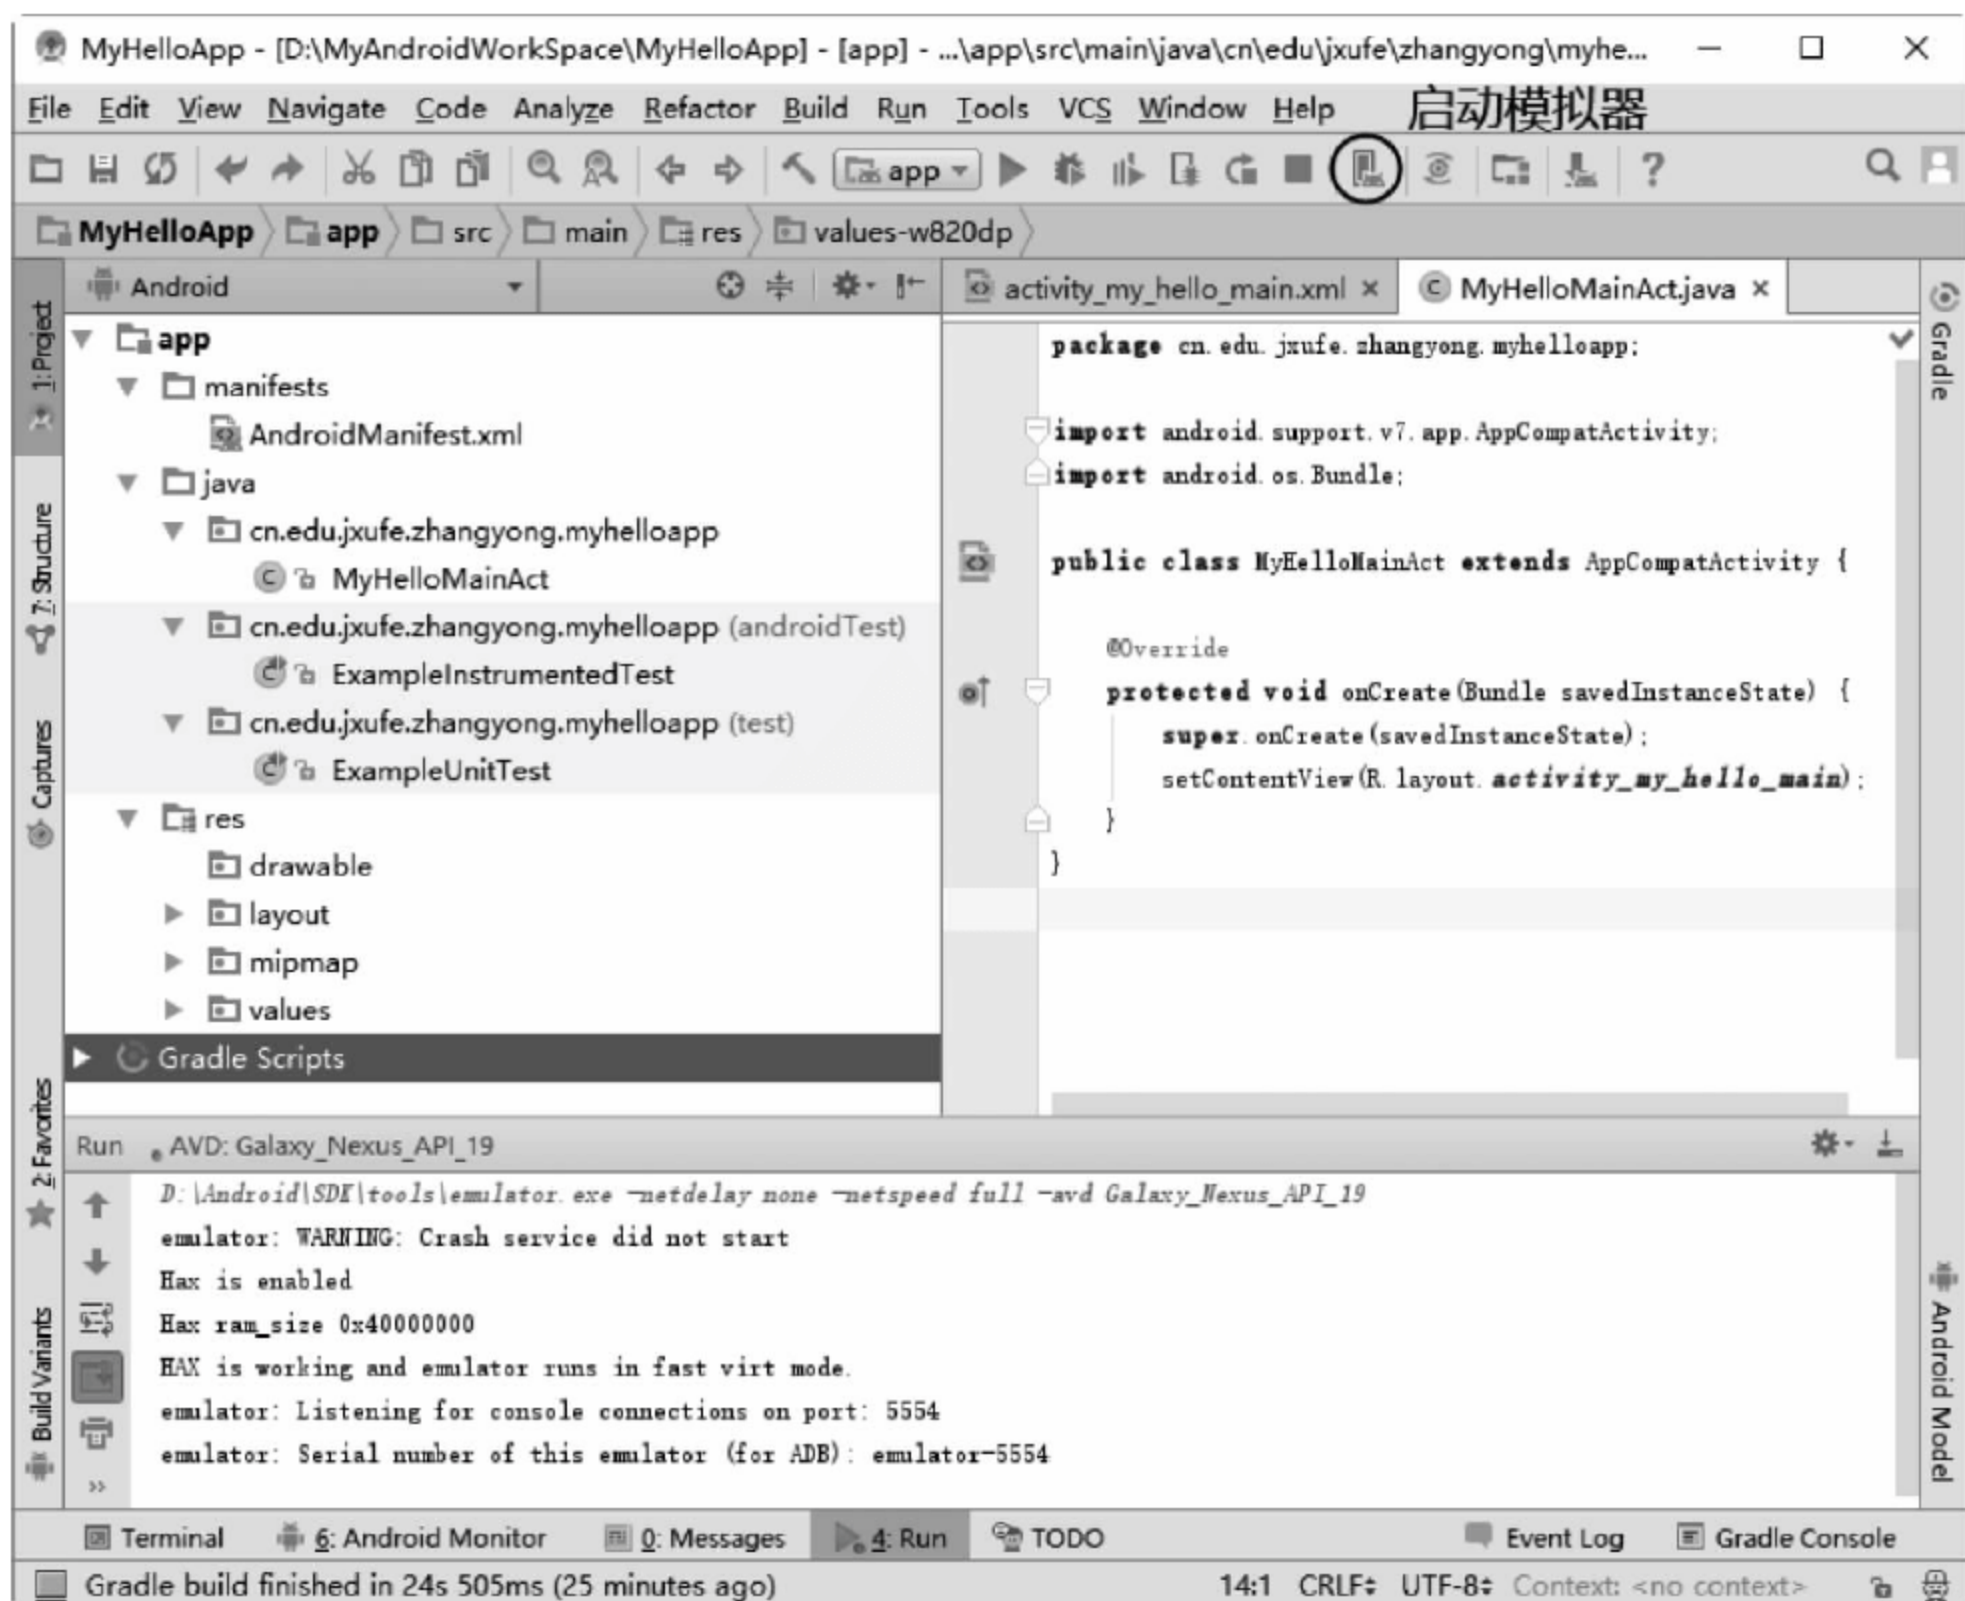 MyHelloApp - [D:\MyAndroidWorkSpace\MyHelloApp] - [app] - ...\app\src\main\java\cn\edu\jxufe\zhangyong\myhe...
File Edit View Navigate Code Analyze Refactor Build Run Tools VCS Window Help 启动模拟器
app
MyHelloApp app src main res values-w820dp
Android
activity_my_hello_main.xml MyHelloMainAct.java
1: Project
7: Structure
Captures
2: Favorites
Build Variants
app
manifests
AndroidManifest.xml
java
cn.edu.jxufe.zhangyong.myhelloapp
MyHelloMainAct
cn.edu.jxufe.zhangyong.myhelloapp (androidTest)
ExampleInstrumentedTest
cn.edu.jxufe.zhangyong.myhelloapp (test)
ExampleUnitTest
res
drawable
layout
mipmap
values
Gradle Scripts
package cn.edu.jxufe.zhangyong.myhelloapp;
import android.support.v7.app.AppCompatActivity;
import android.os.Bundle;
public class MyHelloMainAct extends AppCompatActivity {
@Override
protected void onCreate(Bundle savedInstanceState) {
super.onCreate(savedInstanceState);
setContentView(R.layout.activity_my_hello_main);
}
}
Gradle
Android Model
Run AVD: Galaxy_Nexus_API_19
D:\Android\SDK\tools\emulator.exe -netdelay none -netspeed full -avd Galaxy_Nexus_API_19
emulator: WARNING: Crash service did not start
Hax is enabled
Hax ram_size 0x40000000
HAX is working and emulator runs in fast virt mode.
emulator: Listening for console connections on port: 5554
emulator: Serial number of this emulator (for ADB): emulator-5554
Terminal 6: Android Monitor 0: Messages 4: Run TODO Event Log Gradle Console
Gradle build finished in 24s 505ms (25 minutes ago) 14:1 CRLF UTF-8 Context: <no context>